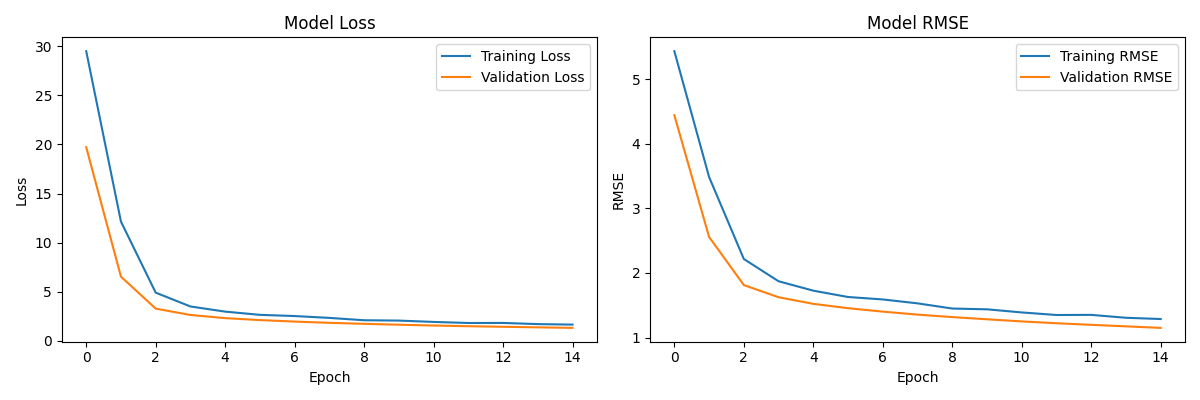 Model Loss
30
25
20
15
10
5
0
Loss
0 2 4 6 8 10 12 14
Epoch
Training Loss
Validation Loss
Model RMSE
5
4
3
2
1
RMSE
0 2 4 6 8 10 12 14
Epoch
Training RMSE
Validation RMSE